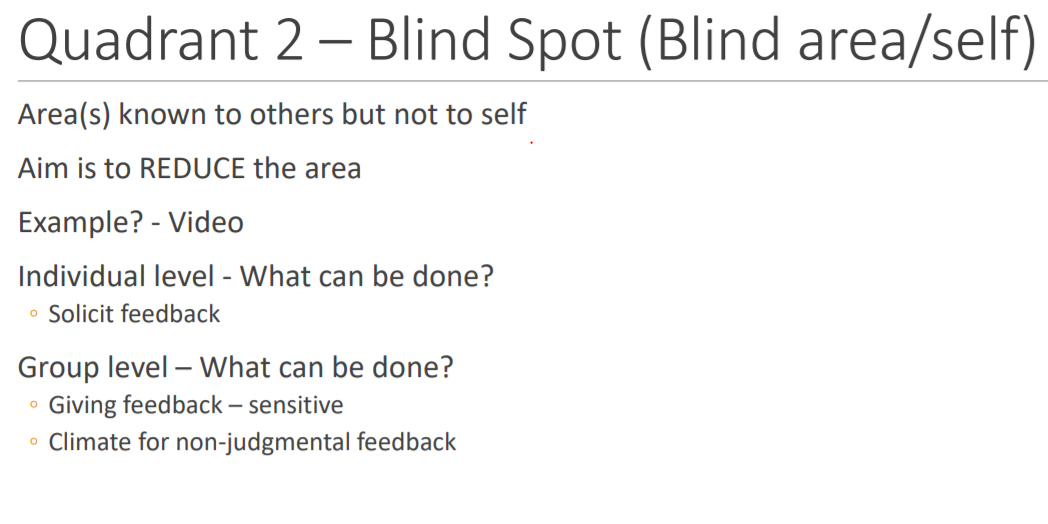 Quadrant 2 – Blind Spot (Blind area/self)
Area(s) known to others but not to self
Aim is to REDUCE the area
Example? - Video
Individual level - What can be done?
◦ Solicit feedback
Group level – What can be done?
◦ Giving feedback – sensitive
◦ Climate for non-judgmental feedback